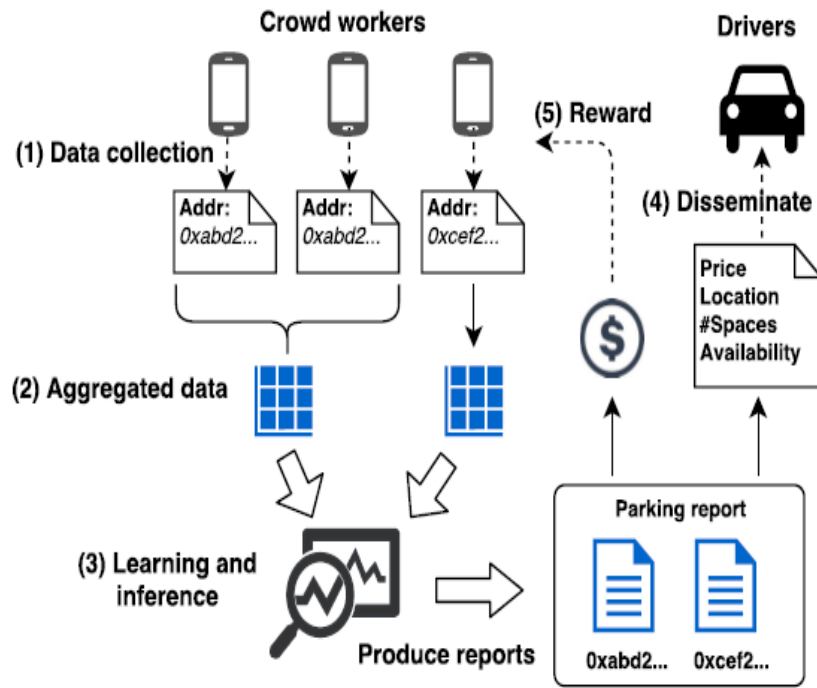 Crowd workers
Drivers
(5) Reward
(1) Data collection
Addr:
0xabd2...
Addr:
0xabd2...
Addr:
0xcef2...
(4) Disseminate
Price
Location
#Spaces
Availability
$
(2) Aggregated data
Parking report
(3) Learning and
inference
Produce reports
0xabd2...
0xcef2...